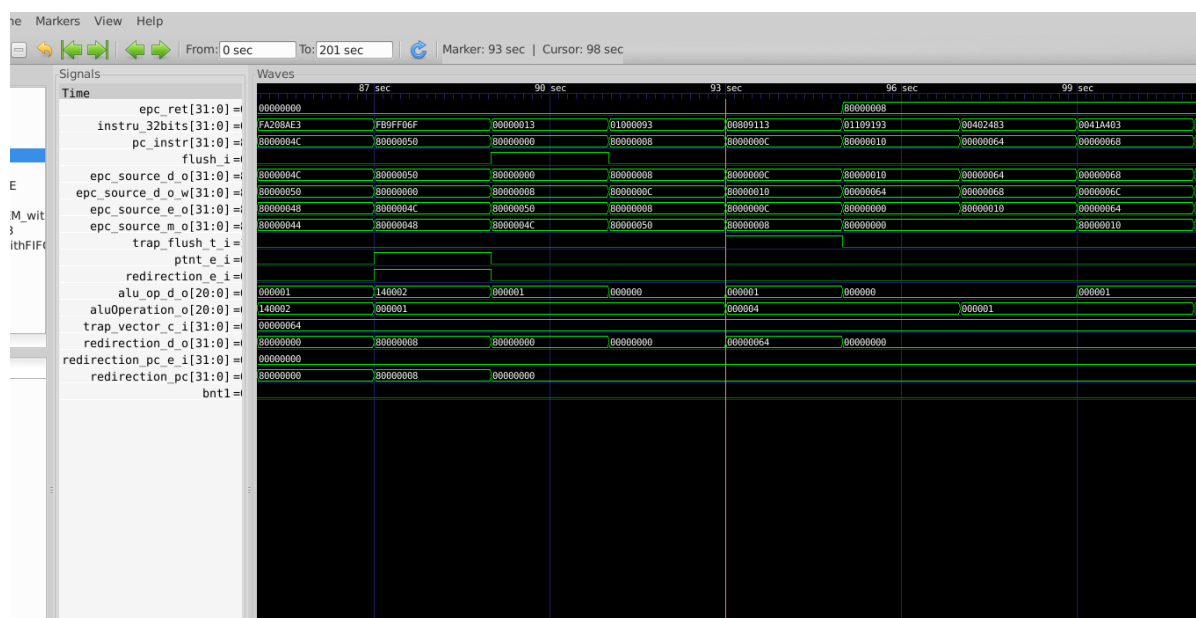 ne Markers View Help
From: 0 sec To: 201 sec Marker: 93 sec | Cursor: 98 sec
Signals Waves
Time 87 sec 90 sec 93 sec 96 sec 99 sec
epc_ret[31:0] 00000000 80000008
instru_32bits[31:0] FA208AE3 FB9FF06F 00000013 01000093 00809113 01109193 00402483 0041A403
pc_instr[31:0] 8000004C 80000050 80000000 80000008 8000000C 80000010 00000064 00000068
flush_i
epc_source_d_o[31:0] 8000004C 80000050 80000000 80000008 8000000C 80000010 00000064 00000068
epc_source_d_o_w[31:0] 80000050 80000000 80000008 8000000C 80000010 00000064 00000068 0000006C
epc_source_e_o[31:0] 80000048 8000004C 80000050 80000008 8000000C 80000000 80000010 00000064
epc_source_m_o[31:0] 80000044 80000048 8000004C 80000050 80000008 80000000 80000010
trap_flush_t_i
ptnt_e_i
redirection_e_i
alu_op_d_o[20:0] 000001 140002 000001 000000 000001 000000 000001
aluOperation_o[20:0] 140002 000001 000004 000001
trap_vector_c_i[31:0] 00000064
redirection_d_o[31:0] 80000000 80000008 80000000 00000000 00000064 00000000
redirection_pc_e_i[31:0] 00000000
redirection_pc[31:0] 80000000 80000008 00000000
bnt1
E
M_wit
ithFIF